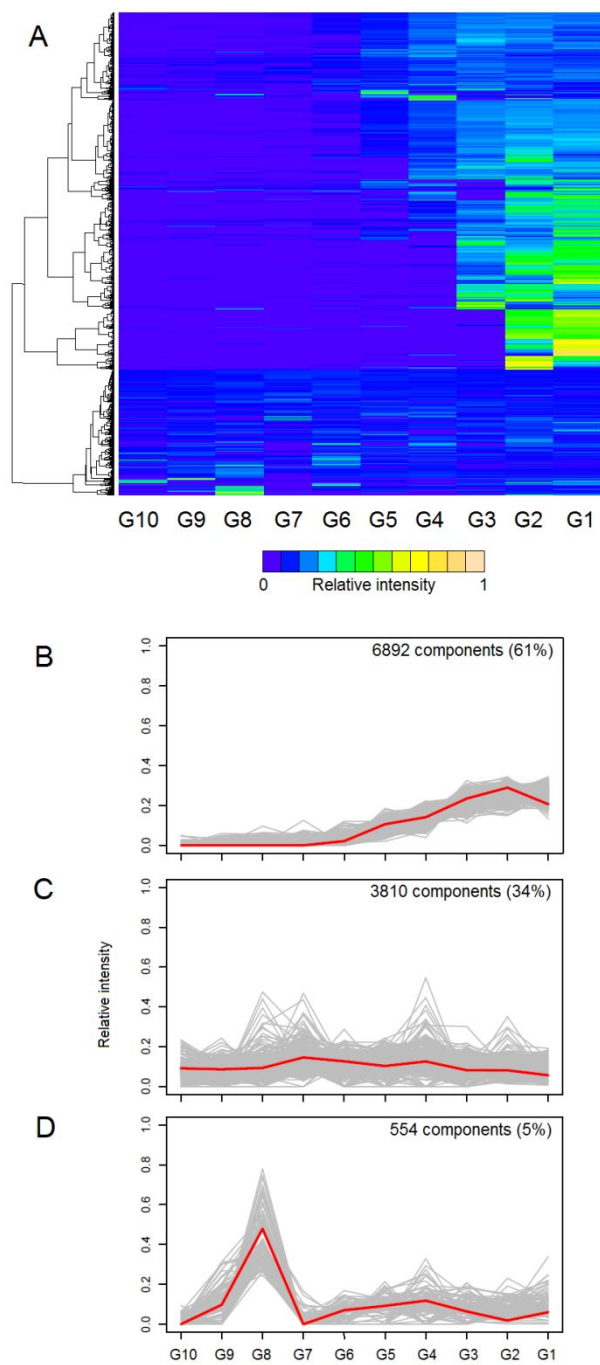 A
G10 G9 G8 G7 G6 G5 G4 G3 G2 G1
0 Relative intensity 1
B
6892 components (61%)
1.0
0.8
0.6
0.4
0.2
0.0
C
3810 components (34%)
1.0
0.8
0.6
0.4
0.2
0.0
Relative intensity
D
554 components (5%)
1.0
0.8
0.6
0.4
0.2
0.0
G10 G9 G8 G7 G6 G5 G4 G3 G2 G1